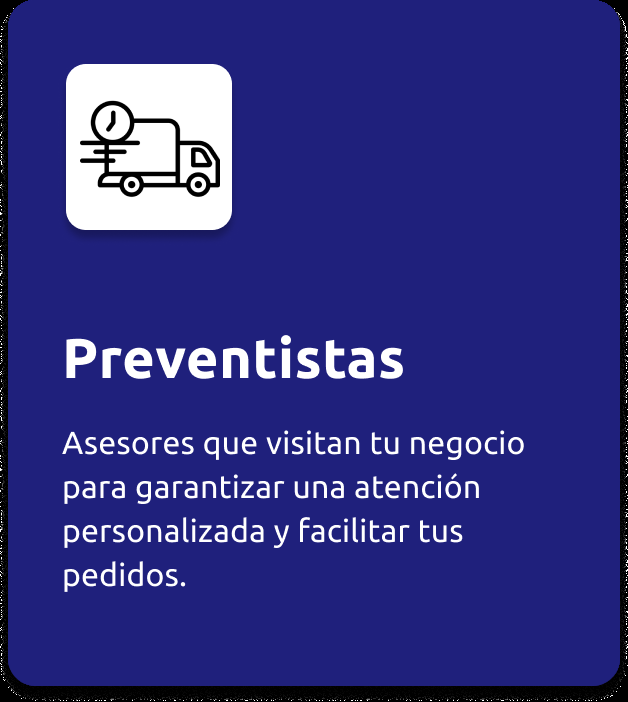 Preventistas
Asesores que visitan tu negocio
para garantizar una atención
personalizada y facilitar tus
pedidos.